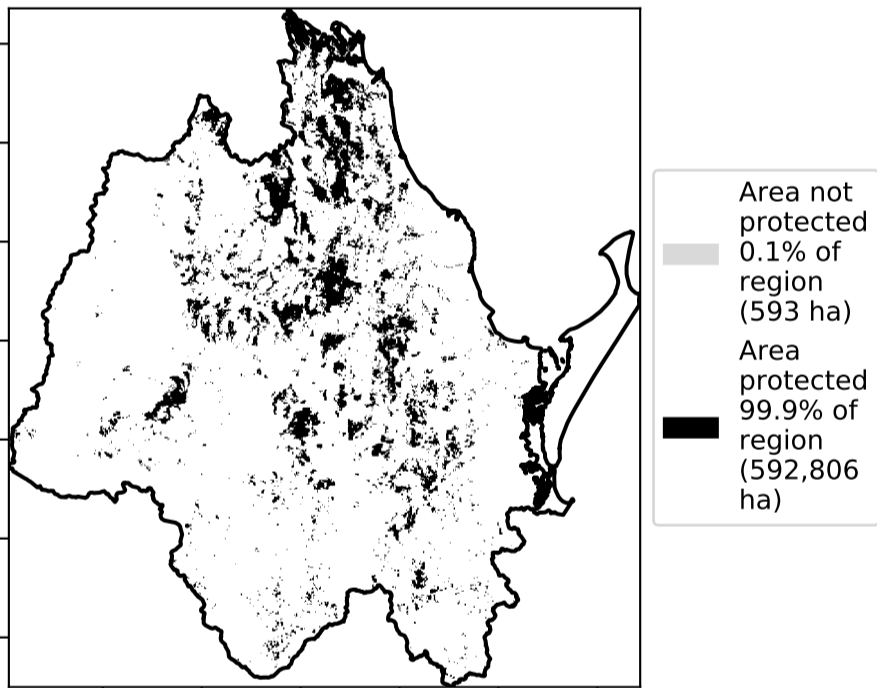 Area not
protected
0.1% of
region
(593 ha)
Area
protected
99.9% of
region
(592,806
ha)